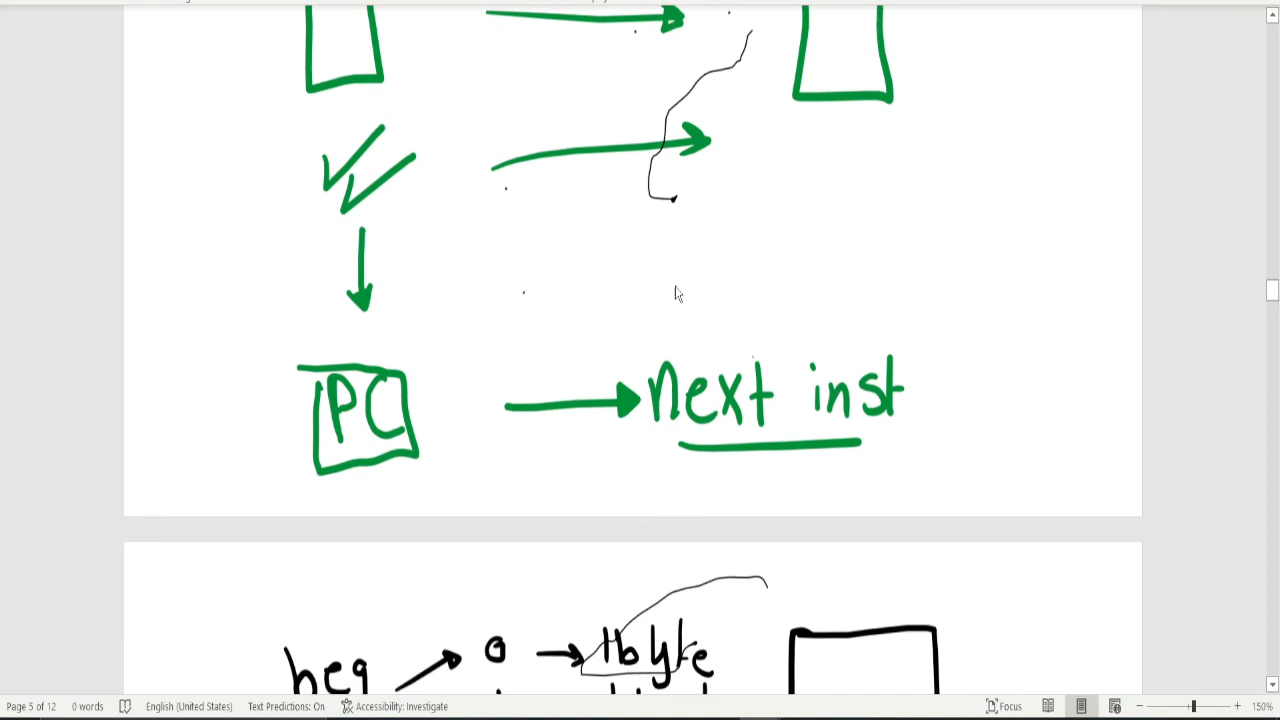 PC next inst
heg o 1byte
Page 5 of 12 0 words English (United States) Text Predictions: On Accessibility: Investigate Focus 150%